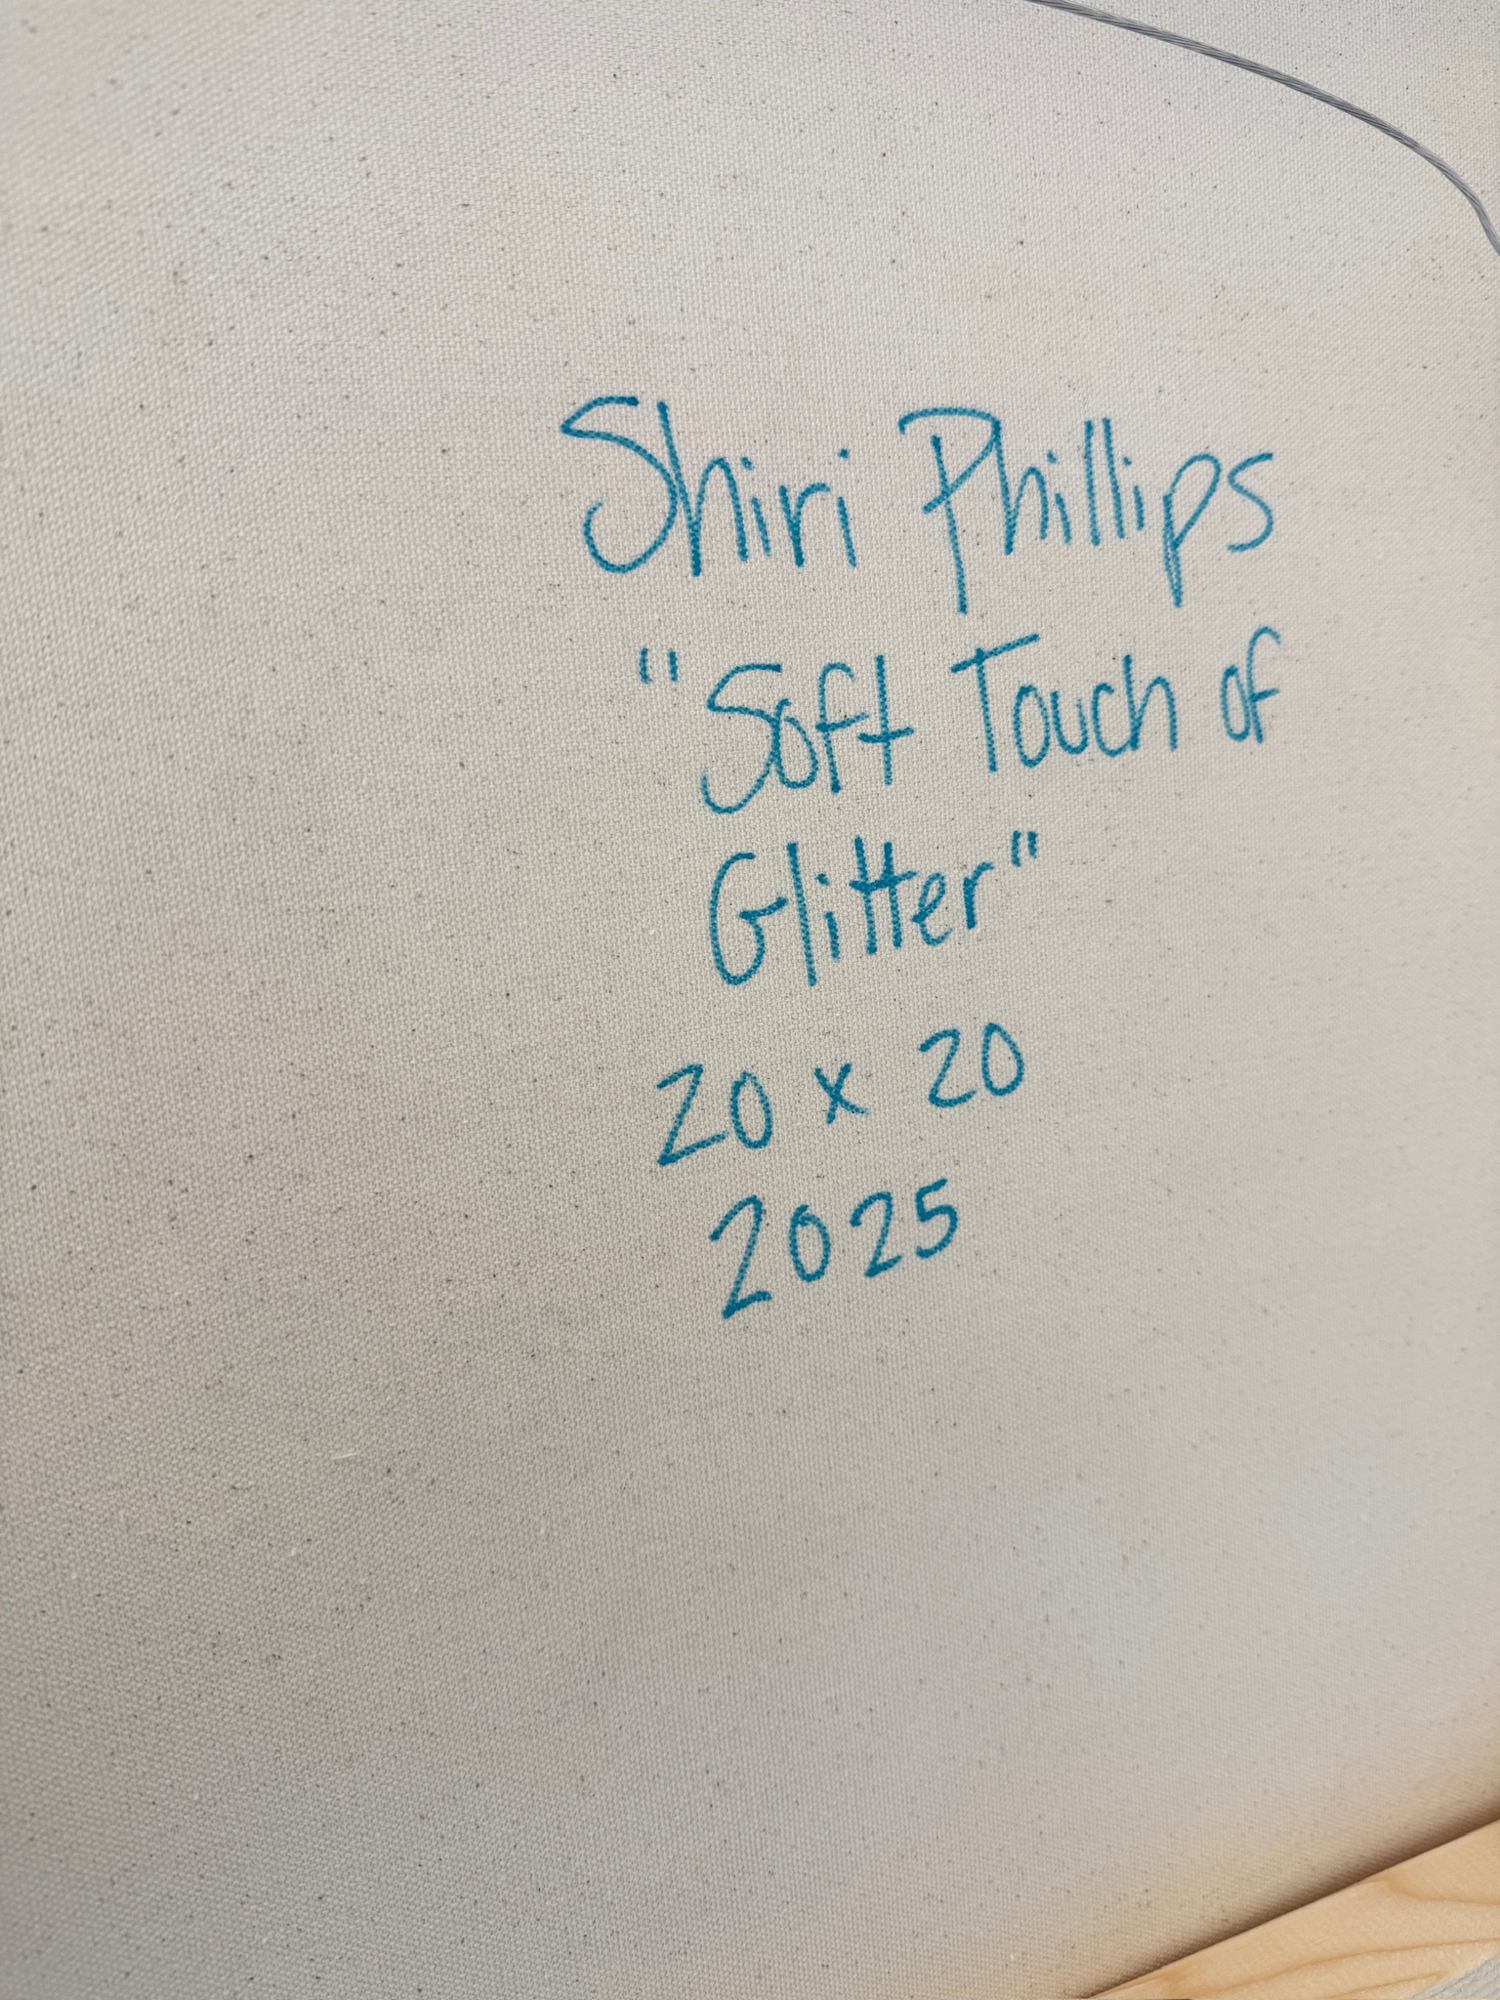 Shiri Phillips
"Soft Touch of
Glitter"
20 x 20
2025